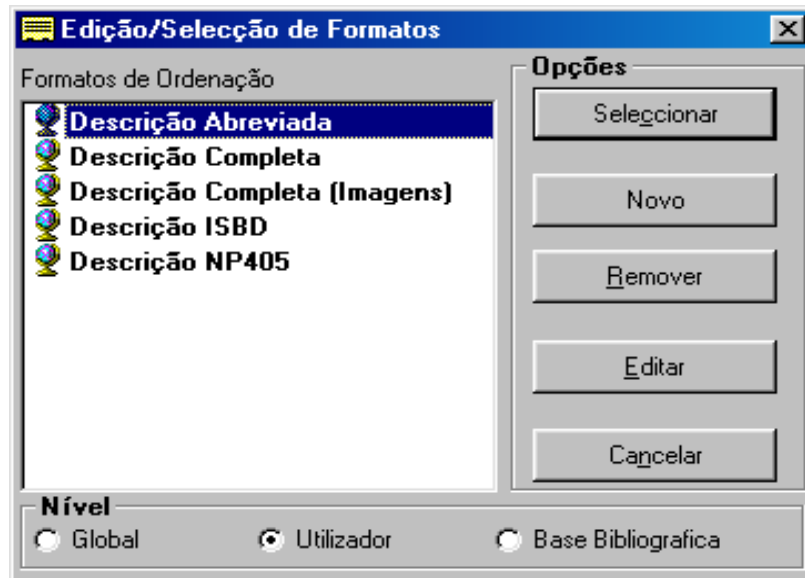 Edição/Selecção de Formatos
Formatos de Ordenação
Descrição Abreviada
Descrição Completa
Descrição Completa (Imagens)
Descrição ISBD
Descrição NP405
Opções
Seleccionar
Novo
Remover
Editar
Cancelar
Nível
Global
Utilizador
Base Bibliografica